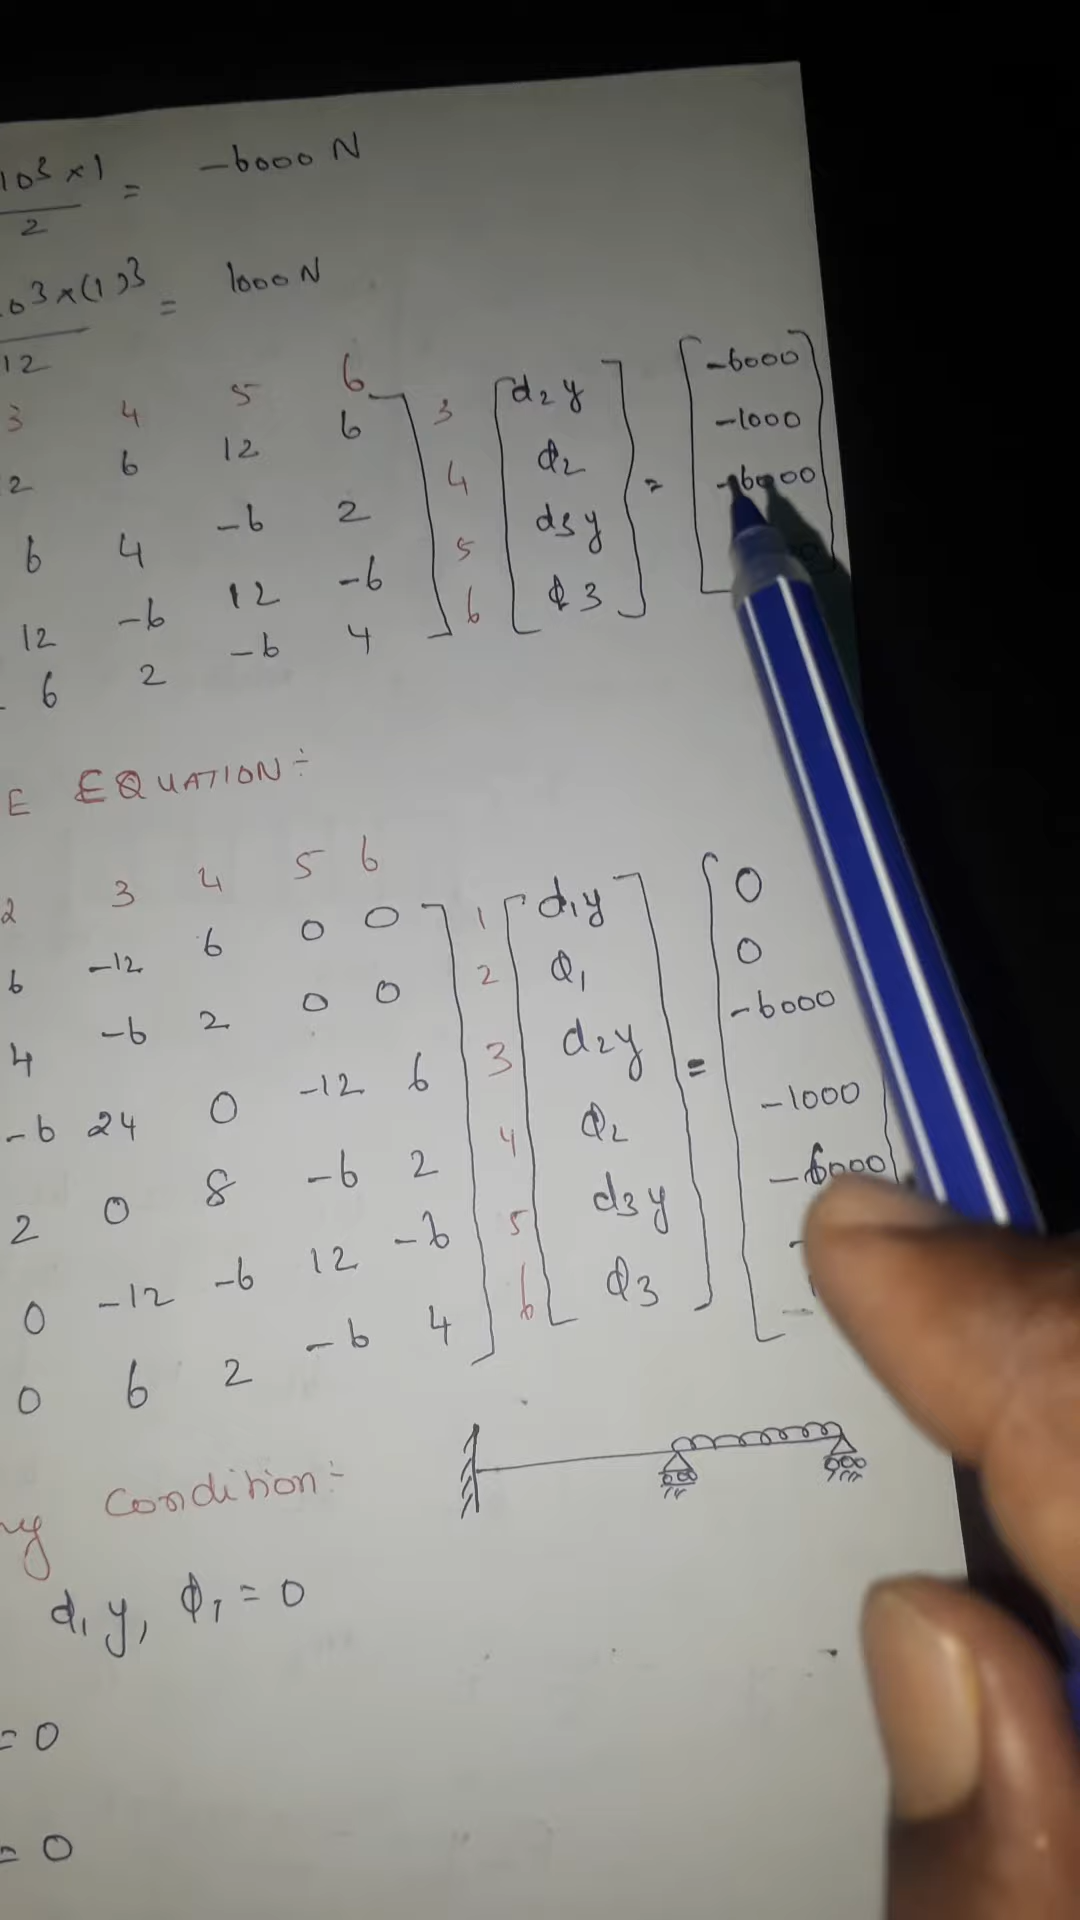 10³ × 1 / 2 = -6000 N
0³ × (1)³ / 12 = 1000 N
3 4 5 6
2 6 12 6 3 d₂y -6000
6 4 -6 2 4 ϕ₂ = -1000
12 -6 12 -6 5 d₃y -6000
6 2 -6 4 6 ϕ3
E EQUATION:-
2 3 4 5 6
6 -12 6 0 0 1 d₁y 0
4 -6 2 0 0 2 ϕ₁ 0
-6 24 0 -12 6 3 d₂y = -6000
2 0 8 -6 2 4 ϕ₂ -1000
0 -12 -6 12 -6 5 d₃y -6000
0 6 2 -6 4 6 ϕ3
Condition:-
d₁y, ϕ₁ = 0
= 0
= 0